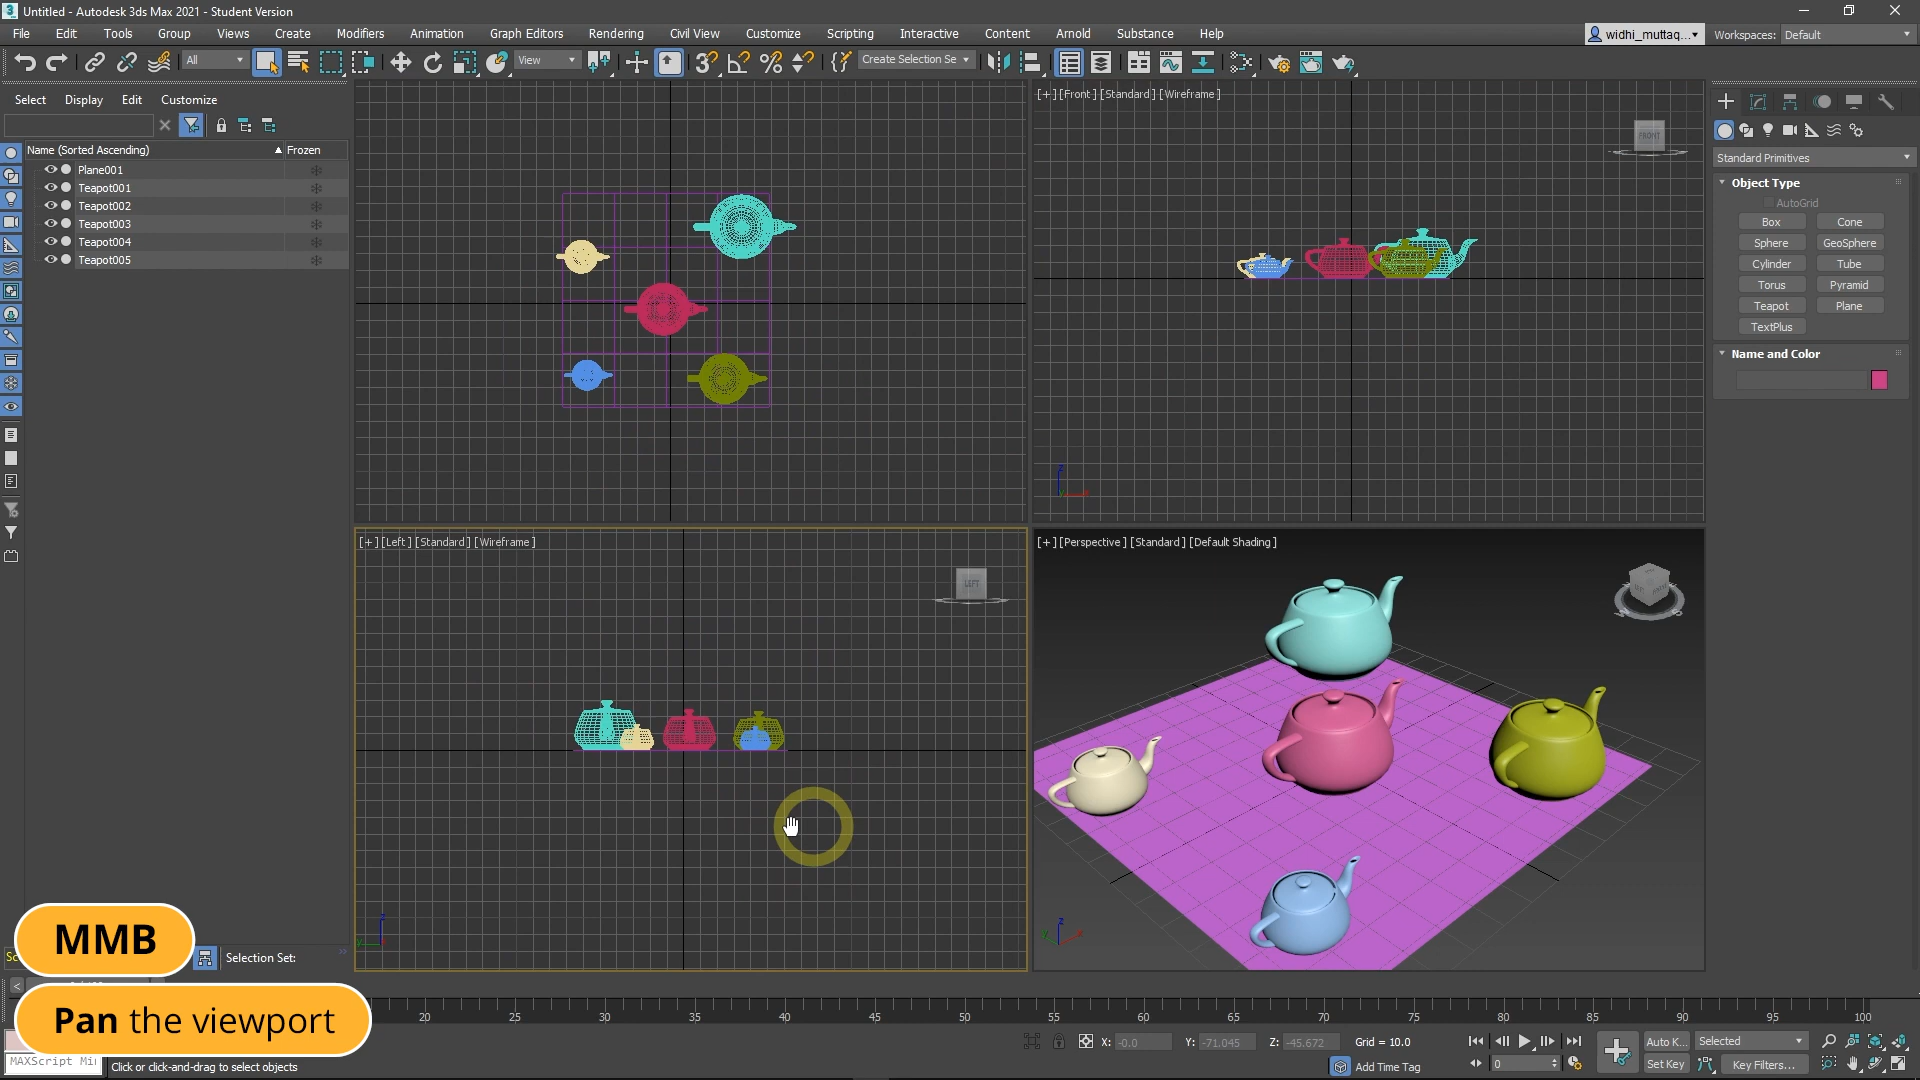 Untitled - Autodesk 3ds Max 2021 - Student Version
File Edit Tools Group Views Create Modifiers Animation Graph Editors Rendering Civil View Customize Scripting Interactive Content Arnold Substance Help
widhi_muttaq... Workspaces: Default
All View Create Selection Se
Select Display Edit Customize
Name (Sorted Ascending) Frozen
Plane001
Teapot001
Teapot002
Teapot003
Teapot004
Teapot005
[+] [Front] [Standard] [Wireframe]
FRONT
z
[+] [Left] [Standard] [Wireframe]
LEFT
z
y
[+] [Perspective] [Standard] [Default Shading]
z
y x
Standard Primitives
Object Type
AutoGrid
Box Cone
Sphere GeoSphere
Cylinder Tube
Torus Pyramid
Teapot Plane
TextPlus
Name and Color
MMB
Selection Set:
Pan the viewport
20 25 30 35 40 45 50 55 60 65 70 75 80 85 90 95 100
X: -0.0 Y: -71.045 Z: -45.672 Grid = 10.0
Auto K... Selected
MAXScript Mi
Click or click-and-drag to select objects
Add Time Tag
0
Set Key Key Filters...